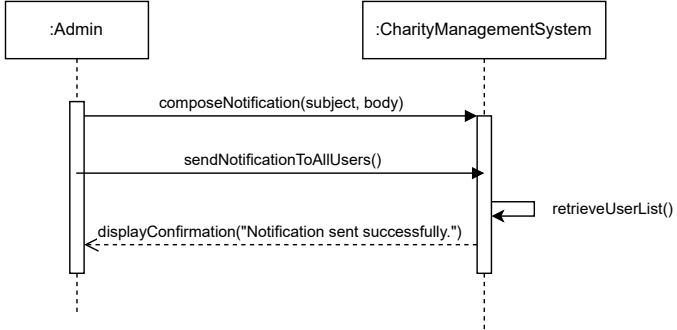 :Admin
:CharityManagementSystem
composeNotification(subject, body)
sendNotificationToAllUsers()
retrieveUserList()
displayConfirmation("Notification sent successfully.")